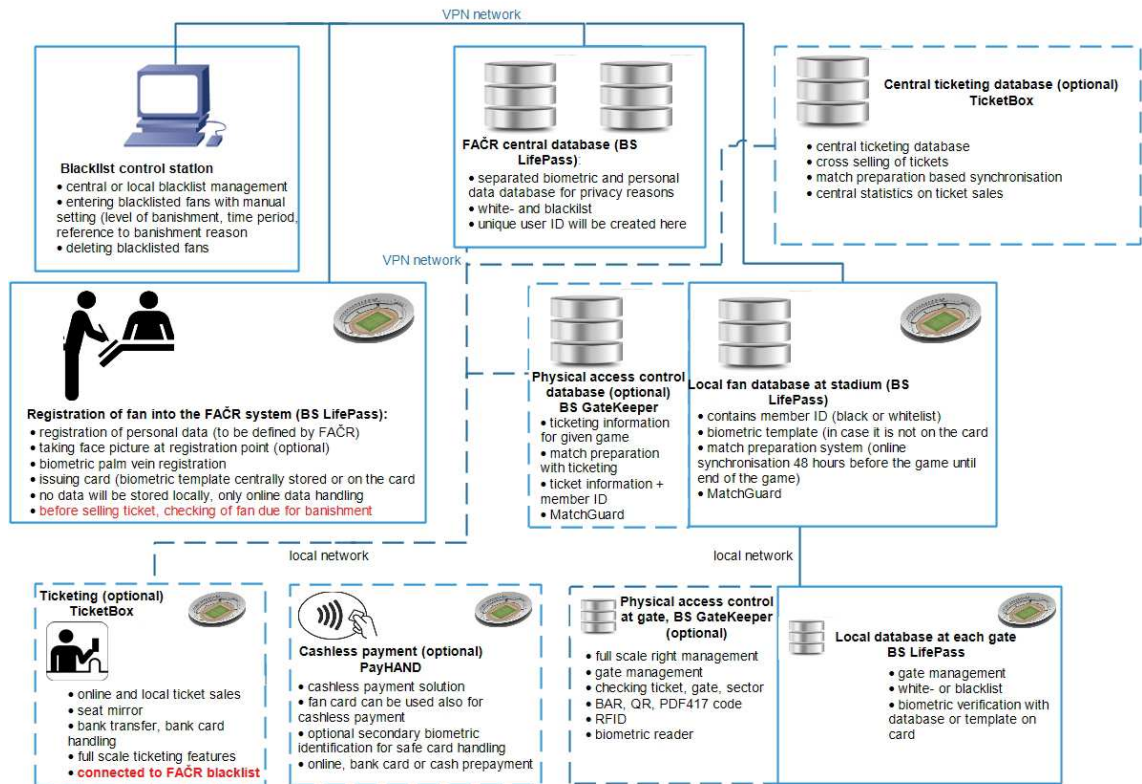 VPN network
Blacklist control station
• central or local blacklist management
• entering blacklisted fans with manual
setting (level of banishment, time period,
reference to banishment reason
• deleting blacklisted fans
FAČR central database (BS
LifePass):
• separated biometric and personal
data database for privacy reasons
• white- and blacklist
• unique user ID will be created here
Central ticketing database (optional)
TicketBox
• central ticketing database
• cross selling of tickets
• match preparation based synchronisation
• central statistics on ticket sales
VPN network
Registration of fan into the FAČR system (BS LifePass):
• registration of personal data (to be defined by FAČR)
• taking face picture at registration point (optional)
• biometric palm vein registration
• issuing card (biometric template centrally stored or on the card
• no data will be stored locally, only online data handling
• before selling ticket, checking of fan due for banishment
Physical access control
database (optional)
BS GateKeeper
• ticketing information
for given game
• match preparation
with ticketing
• ticket information +
member ID
• MatchGuard
Local fan database at stadium (BS
LifePass)
• contains member ID (black or whitelist)
• biometric template (in case it is not on the card
• match preparation system (online
synchronisation 48 hours before the game until
end of the game)
• MatchGuard
local network
local network
Ticketing (optional)
TicketBox
• online and local ticket sales
• seat mirror
• bank transfer, bank card
handling
• full scale ticketing features
• connected to FAČR blacklist
Cashless payment (optional)
PayHAND
• cashless payment solution
• fan card can be used also for
cashless payment
• optional secondary biometric
identification for safe card handling
• online, bank card or cash prepayment
Physical access control
at gate, BS GateKeeper
(optional)
• full scale right management
• gate management
• checking ticket, gate, sector
• BAR, QR, PDF417 code
• RFID
• biometric reader
Local database at each gate
BS LifePass
• gate management
• white- or blacklist
• biometric verification with
database or template on
card